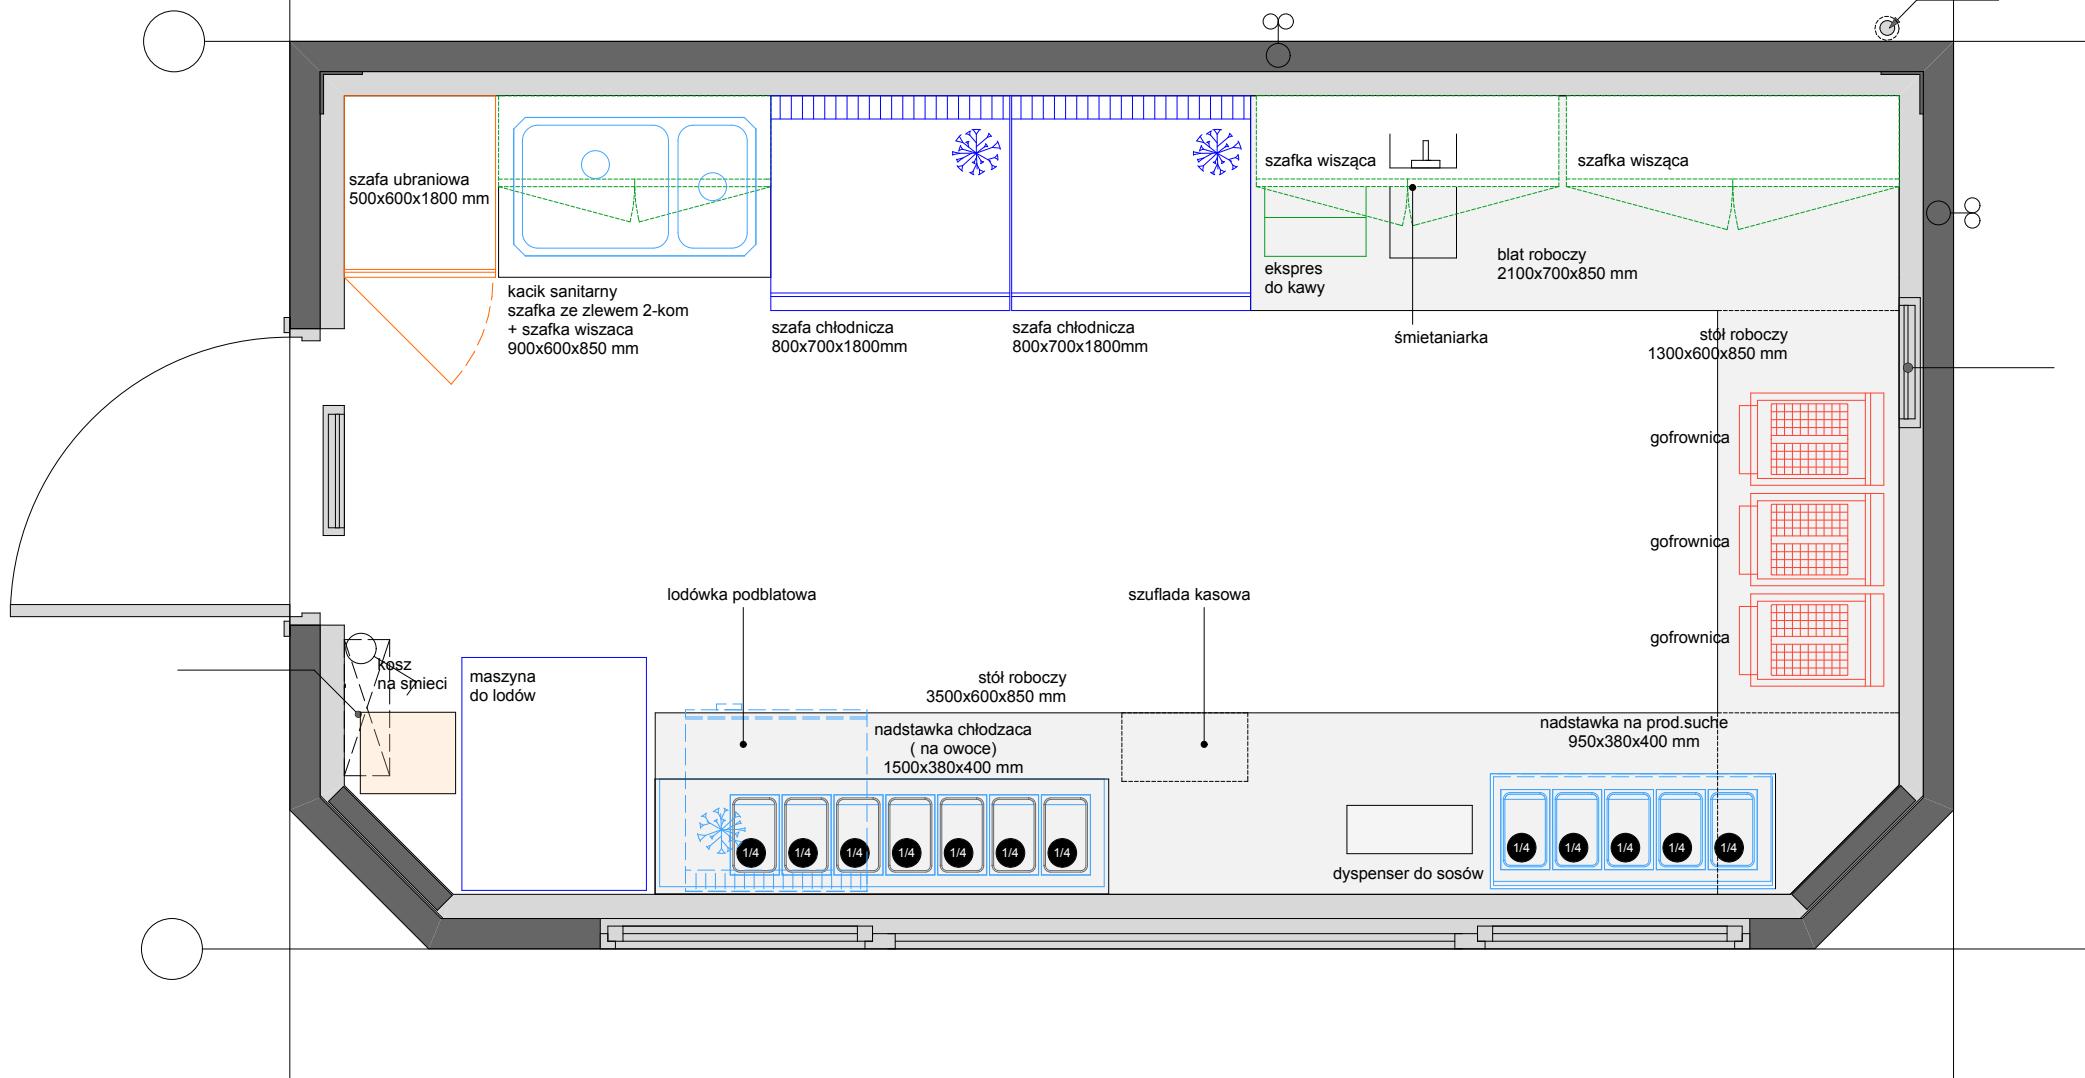 szafa ubraniowa
500x600x1800 mm
kacik sanitarny
szafka ze zlewem 2-kom
+ szafka wisząca
900x600x850 mm
szafa chłodnicza
800x700x1800mm
szafa chłodnicza
800x700x1800mm
szafka wisząca
szafka wisząca
ekspres
do kawy
śmietaniarka
blat roboczy
2100x700x850 mm
stół roboczy
1300x600x850 mm
gofrownica
gofrownica
gofrownica
lodówka podblatowa
szuflada kasowa
kosz
na smieci
maszyna
do lodów
stół roboczy
3500x600x850 mm
nadstawka chłodzaca
( na owoce)
1500x380x400 mm
nadstawka na prod.suche
950x380x400 mm
dyspenser do sosów
1/4 1/4 1/4 1/4 1/4 1/4 1/4
1/4 1/4 1/4 1/4 1/4